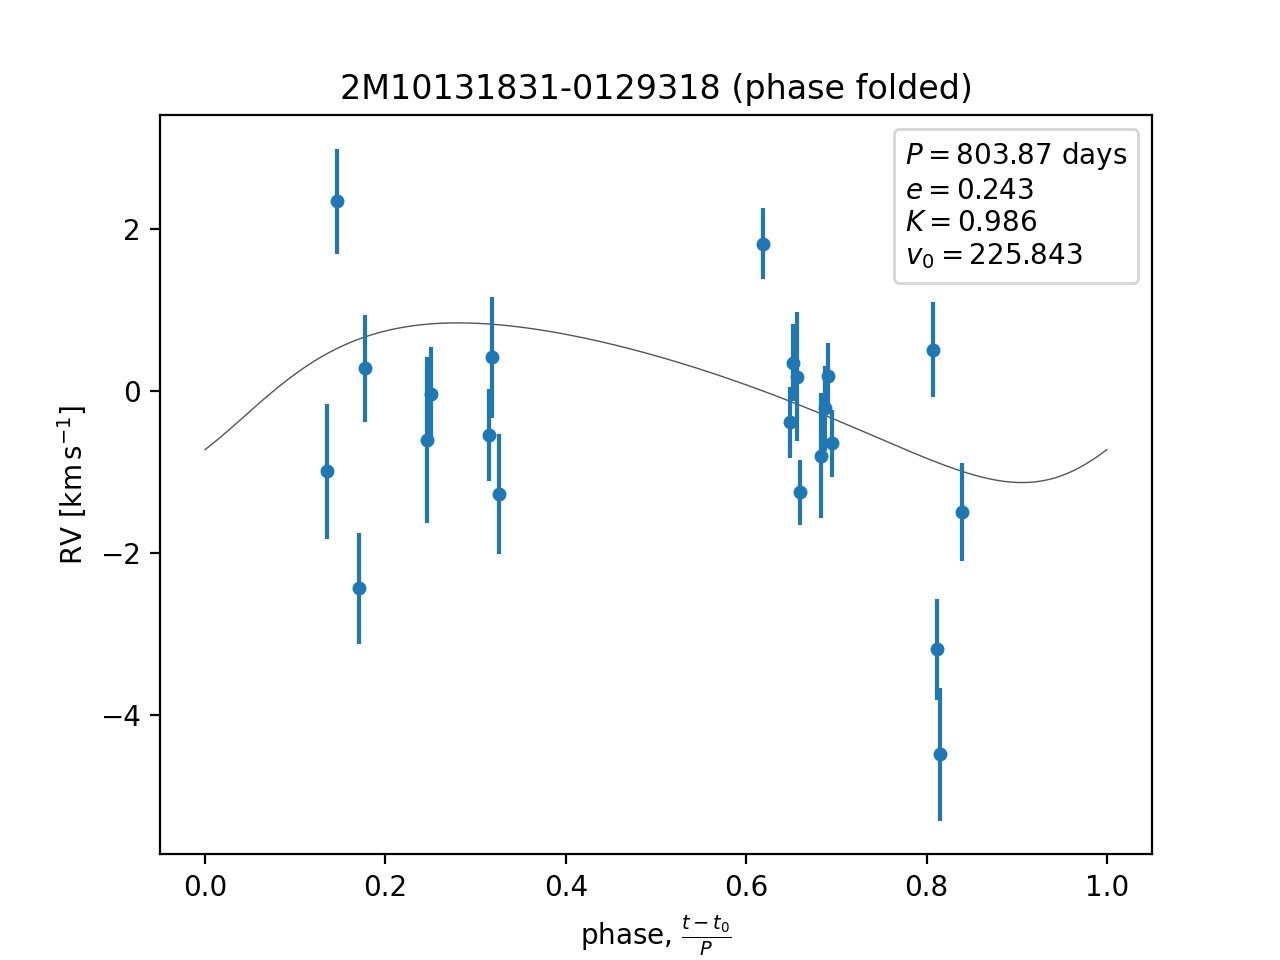 2M10131831-0129318 (phase folded)
P = 803.87 days
e = 0.243
K = 0.986
v₀ = 225.843
2
0
−2
−4
RV [km s⁻¹]
0.0 0.2 0.4 0.6 0.8 1.0
phase, (t − t₀)/P